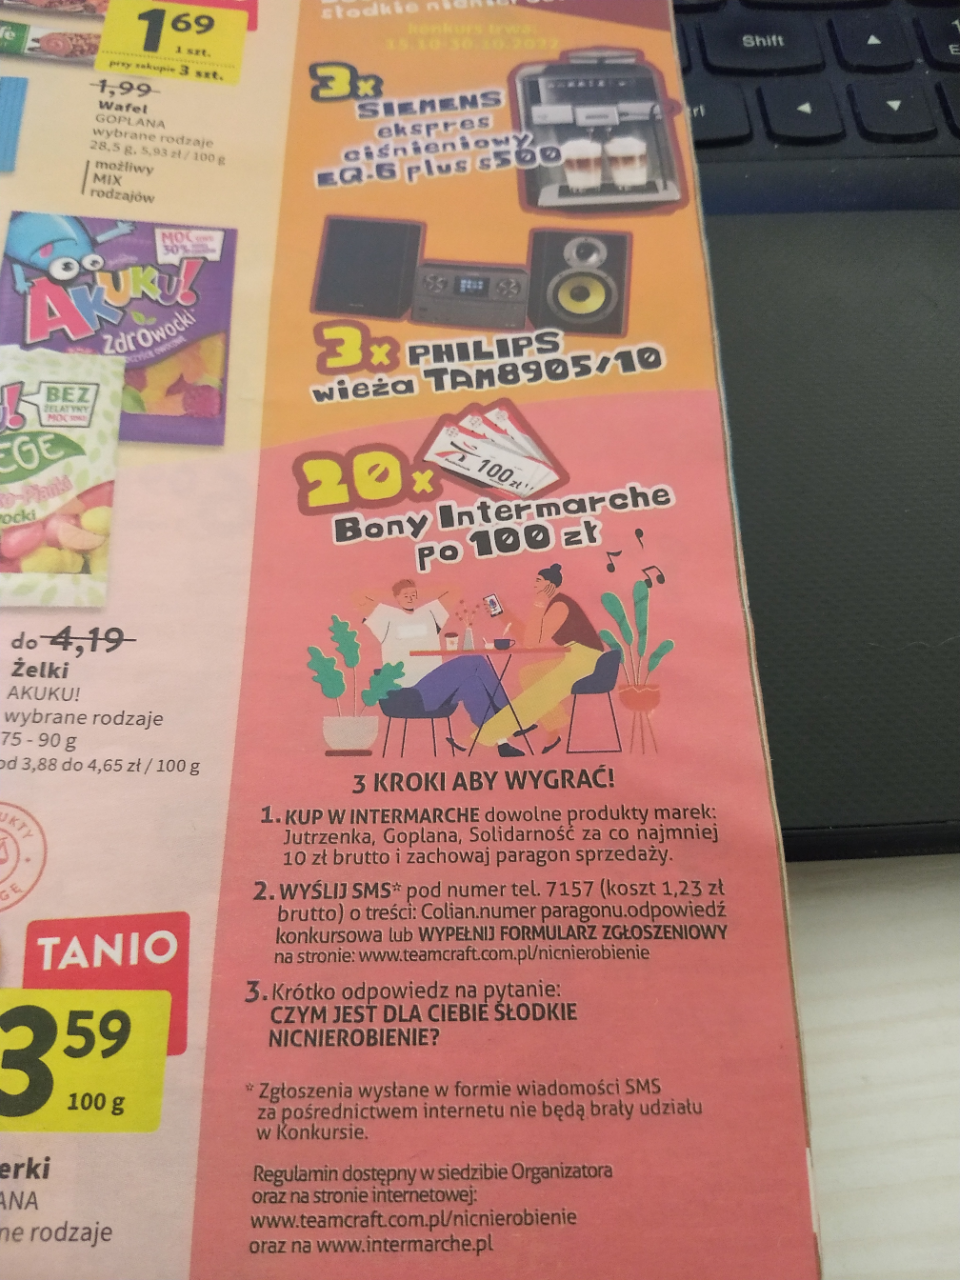 1 69
1 szt.
przy zakupie 3 szt.
1,99
Wafel
GOPLANA
wybrane rodzaje
28,5 g, 5,93 zł / 100 g
możliwy
MIX
rodzajów
AKUKU!
Zdrowocki
BEZ
ŻELATYNY
do 4,19
Żelki
AKUKU!
wybrane rodzaje
75 - 90 g
od 3,88 do 4,65 zł / 100 g
TANIO
3 59
100 g
erki
ANA
ne rodzaje
konkurs trwa:
3x
SIEMENS
ekspres
ciśnieniowy
EQ.6 plus s500
3x PHILIPS
wieża TAM8905/10
100 zł
20x
Bony Intermarche
po 100 zł
3 KROKI ABY WYGRAĆ!
1. KUP W INTERMARCHE dowolne produkty marek:
Jutrzenka, Goplana, Solidarność za co najmniej
10 zł brutto i zachowaj paragon sprzedaży.
2. WYŚLIJ SMS* pod numer tel. 7157 (koszt 1,23 zł
brutto) o treści: Colian.numer paragonu.odpowiedź
konkursowa lub WYPEŁNIJ FORMULARZ ZGŁOSZENIOWY
na stronie: www.teamcraft.com.pl/nicnierobienie
3. Krótko odpowiedz na pytanie:
CZYM JEST DLA CIEBIE SŁODKIE
NICNIEROBIENIE?
* Zgłoszenia wysłane w formie wiadomości SMS
za pośrednictwem internetu nie będą brały udziału
w Konkursie.
Regulamin dostępny w siedzibie Organizatora
oraz na stronie internetowej:
www.teamcraft.com.pl/nicnierobienie
oraz na www.intermarche.pl
Shift